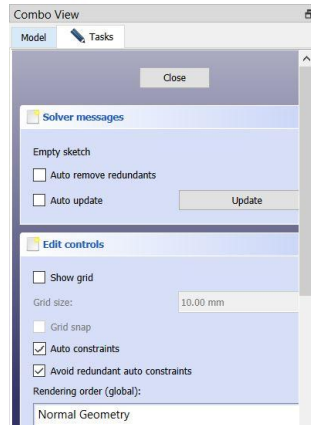 Combo View
Model
Tasks
Close
Solver messages
Empty sketch
Auto remove redundants
Auto update
Update
Edit controls
Show grid
Grid size:
10.00 mm
Grid snap
Auto constraints
Avoid redundant auto constraints
Rendering order (global):
Normal Geometry